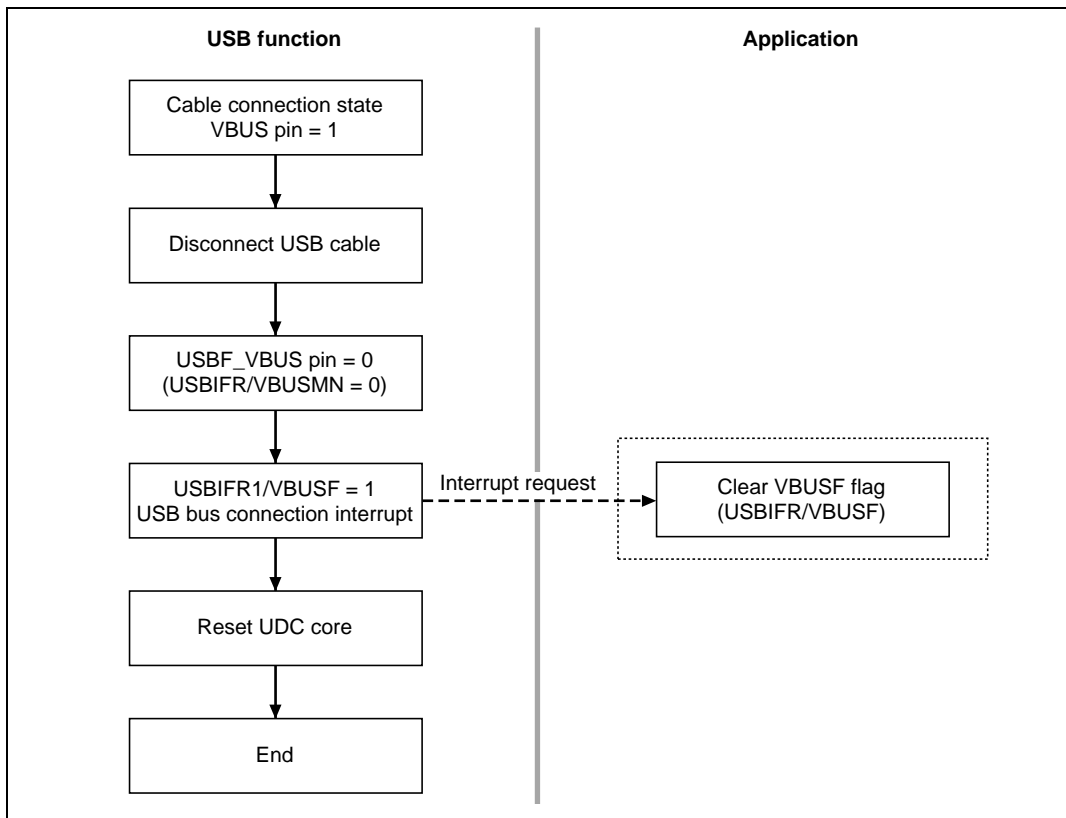 USB function
Application
Cable connection state
VBUS pin = 1
Disconnect USB cable
USBF_VBUS pin = 0
(USBIFR/VBUSMN = 0)
USBIFR1/VBUSF = 1
USB bus connection interrupt
Interrupt request
Clear VBUSF flag
(USBIFR/VBUSF)
Reset UDC core
End